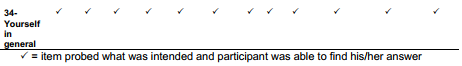 34- ✓ ✓ ✓ ✓ ✓ ✓ ✓ ✓ ✓ ✓ ✓ ✓
Yourself
in
general
✓ = item probed what was intended and participant was able to find his/her answer